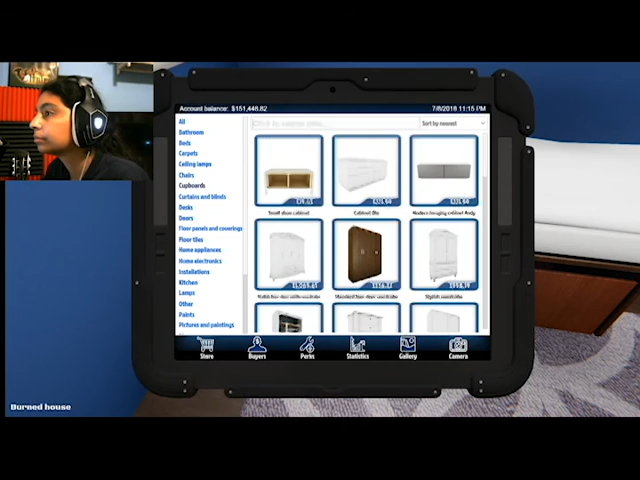 Account balance: $151,448.82
7/8/2018 11:15 PM
All
Sort by newest
Bathroom
Beds
Carpets
Ceiling lamps
Chairs
Cupboards
Curtains and blinds
Desks
Doors
Floor panels and coverings
Floor tiles
Home appliances
Home electronics
Installations
Kitchen
Lamps
Other
Paints
Pictures and paintings
Store
Buyers
Perks
Statistics
Gallery
Camera
Burned house